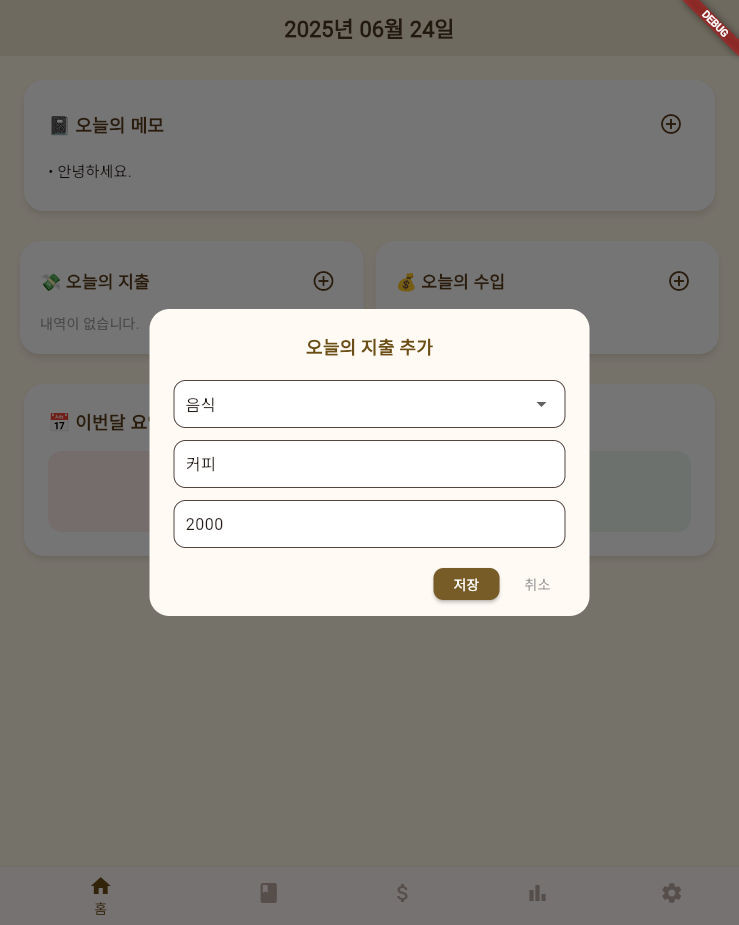 2025년 06월 24일
DEBUG
오늘의 메모
• 안녕하세요.
오늘의 지출
오늘의 수입
내역이 없습니다.
이번달 요
오늘의 지출 추가
음식
커피
2000
저장 취소
홈